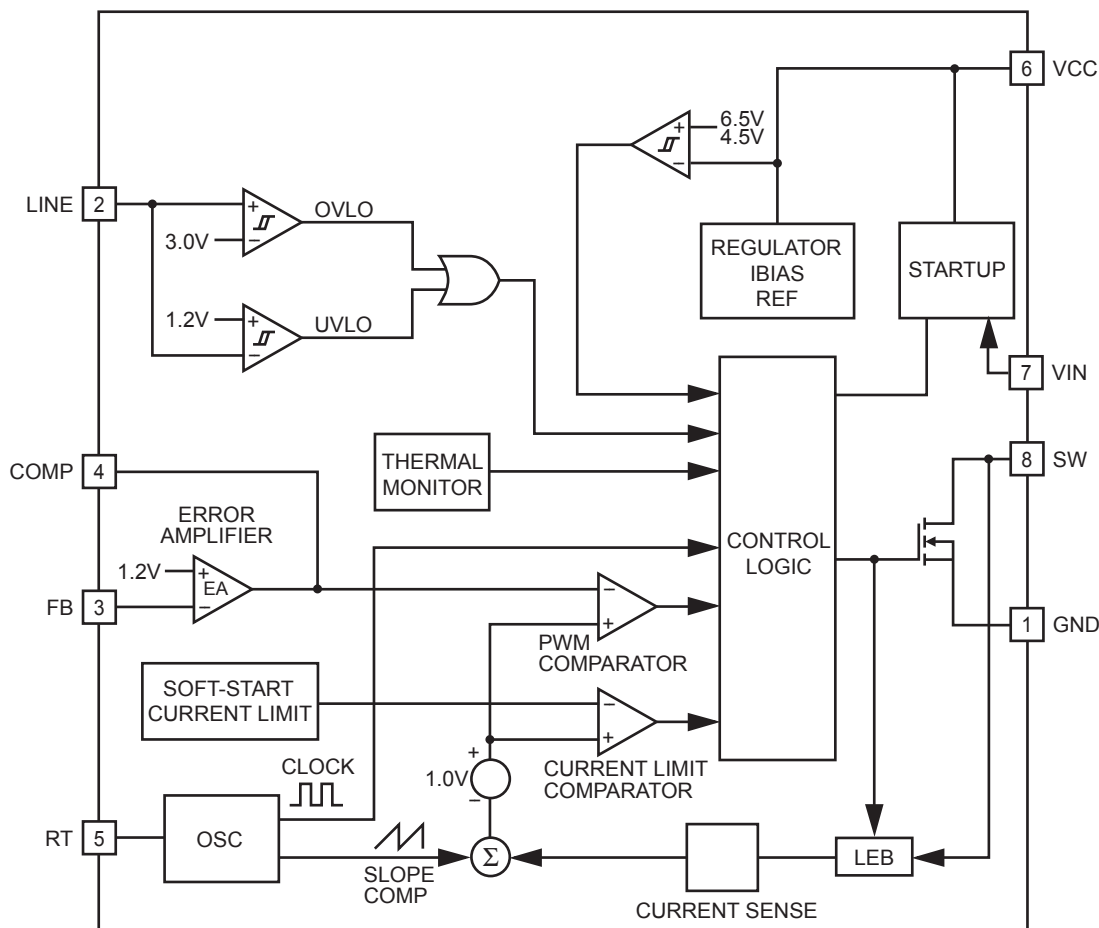 6
VCC
6.5V
4.5V
+
−
LINE
2
+
3.0V
−
OVLO
1.2V
+
−
UVLO
REGULATOR
IBIAS
REF
STARTUP
7
VIN
COMP
4
THERMAL
MONITOR
8
SW
ERROR
AMPLIFIER
CONTROL
LOGIC
1.2V
+
EA
−
FB
3
−
+
PWM
COMPARATOR
1
GND
SOFT-START
CURRENT LIMIT
−
+
CURRENT LIMIT
COMPARATOR
+
1.0V
−
CLOCK
RT
5
OSC
SLOPE
COMP
Σ
CURRENT SENSE
LEB